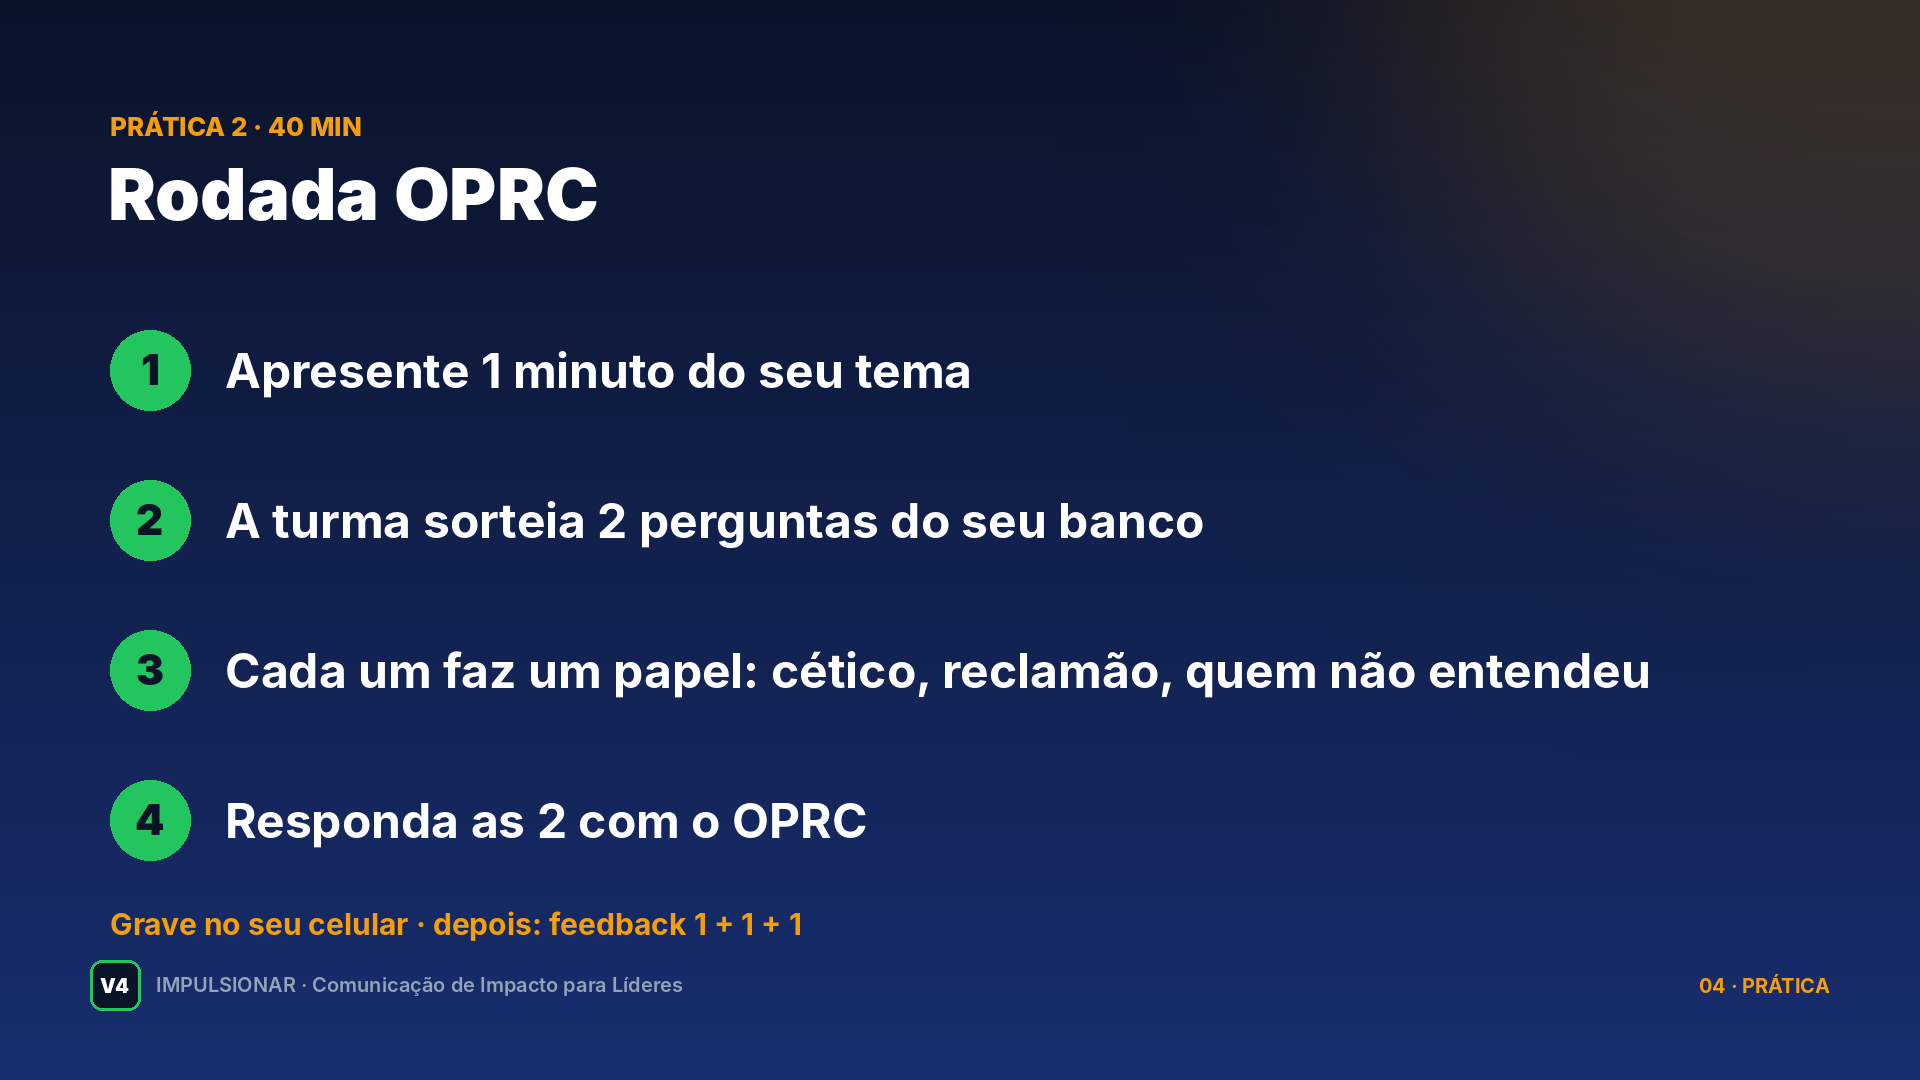 PRÁTICA 2 · 40 MIN
Rodada OPRC
1 Apresente 1 minuto do seu tema
2 A turma sorteia 2 perguntas do seu banco
3 Cada um faz um papel: cético, reclamão, quem não entendeu
4 Responda as 2 com o OPRC
Grave no seu celular · depois: feedback 1 + 1 + 1
V4 IMPULSIONAR · Comunicação de Impacto para Líderes
04 · PRÁTICA